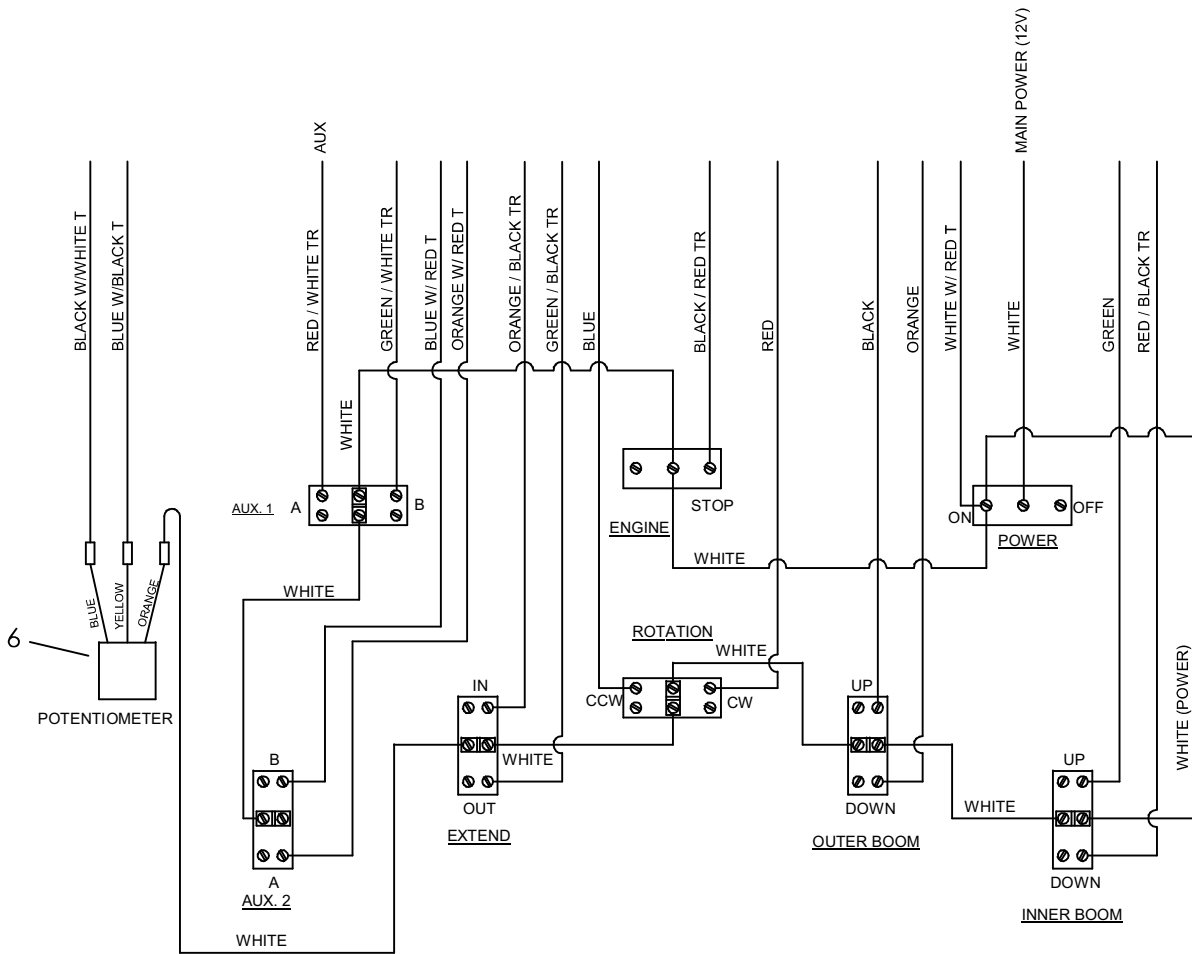 MAIN POWER (12V)
AUX
BLACK W/WHITE T
BLUE W/BLACK T
RED / WHITE TR
GREEN / WHITE TR
BLUE W/ RED T
ORANGE W/ RED T
ORANGE / BLACK TR
GREEN / BLACK TR
BLUE
BLACK / RED TR
RED
BLACK
ORANGE
WHITE W/ RED T
WHITE
GREEN
RED / BLACK TR
WHITE
AUX. 1
A
B
STOP
ENGINE
ON
OFF
POWER
WHITE
WHITE
BLUE
YELLOW
ORANGE
6
POTENTIOMETER
ROTATION
WHITE
CCW
CW
WHITE (POWER)
IN
WHITE
OUT
EXTEND
UP
DOWN
OUTER BOOM
WHITE
UP
DOWN
INNER BOOM
B
A
AUX. 2
WHITE